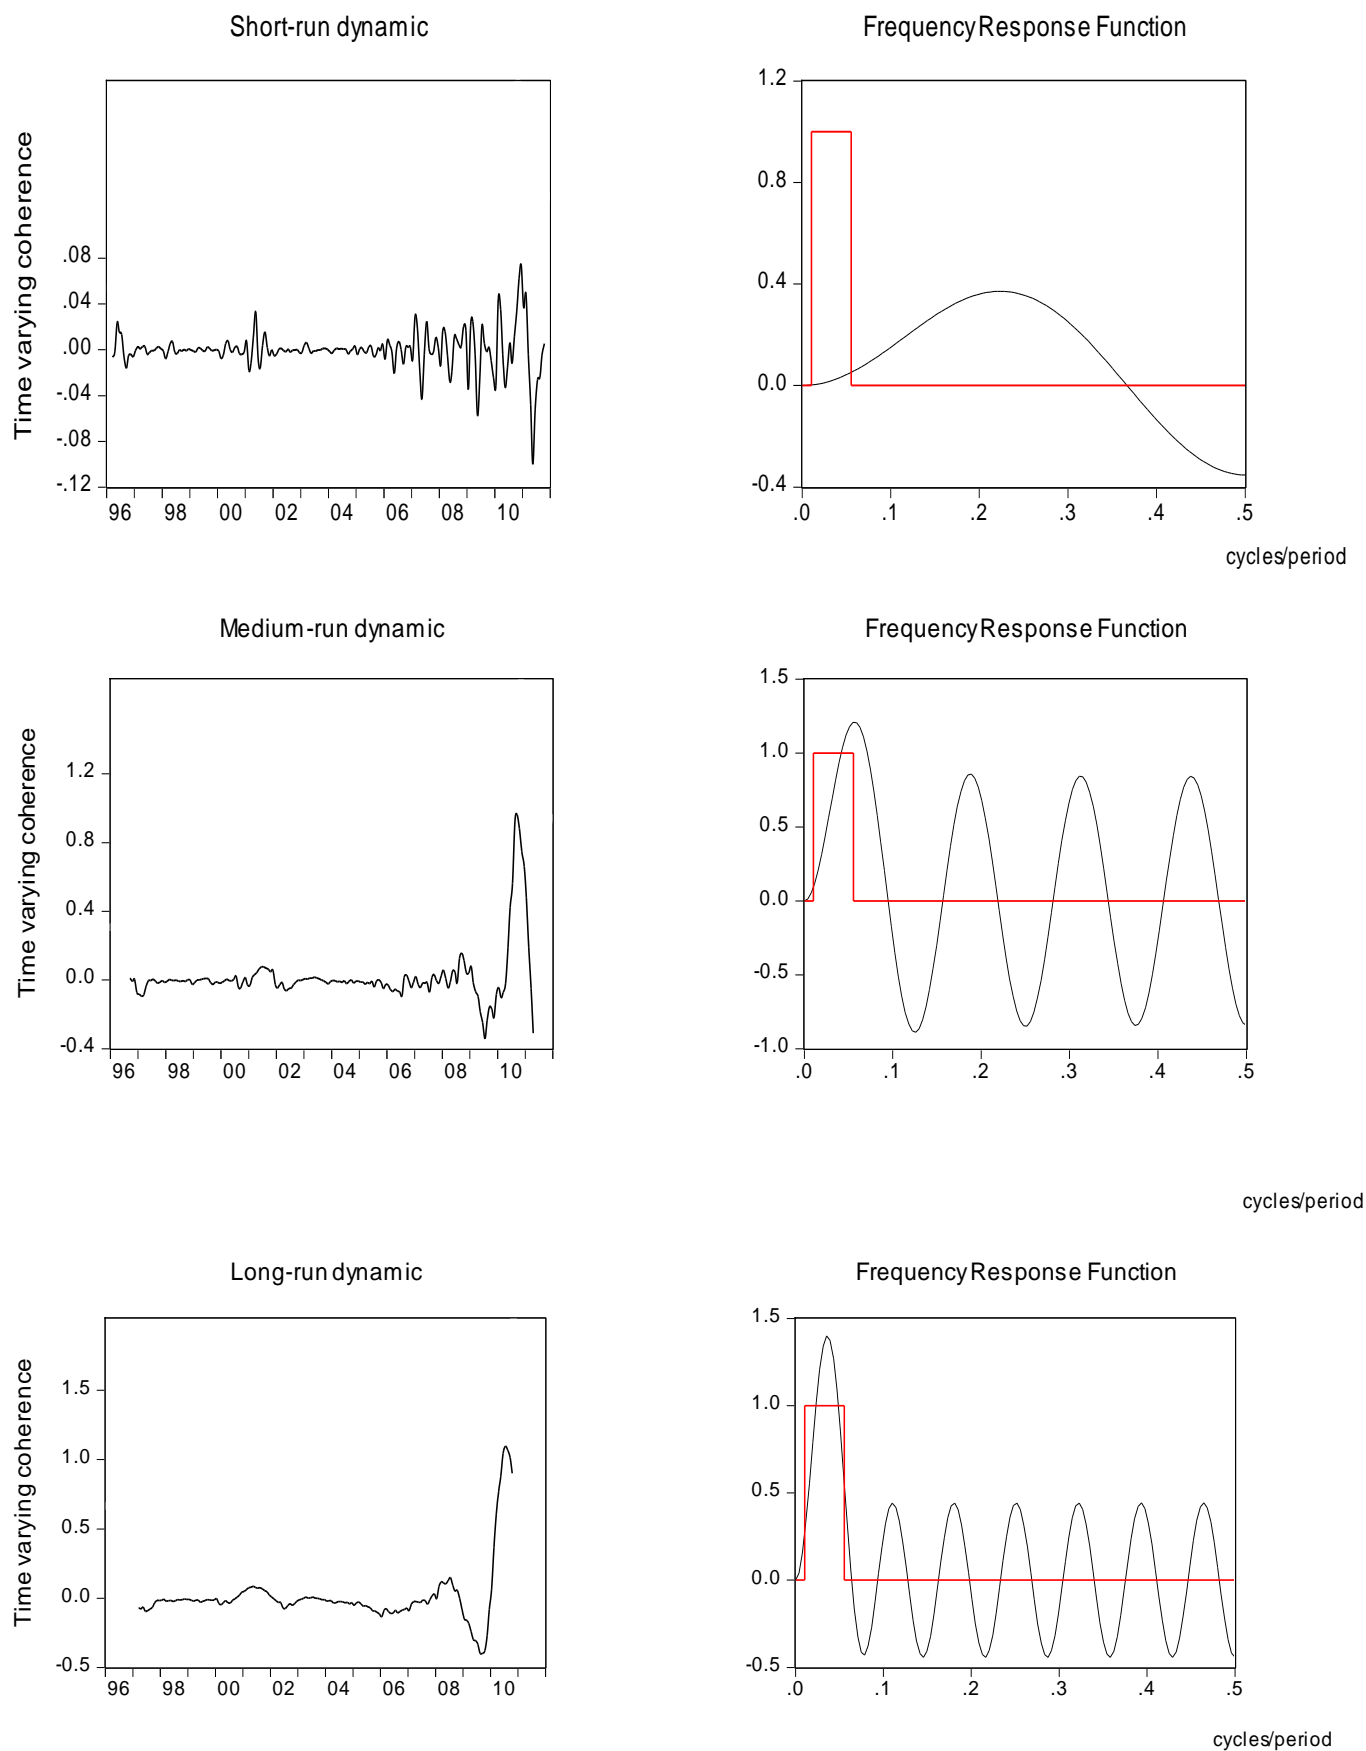 Short-run dynamic
Frequency Response Function
Time varying coherence
.08
.04
.00
-.04
-.08
-.12
96 98 00 02 04 06 08 10
1.2
0.8
0.4
0.0
-0.4
.0 .1 .2 .3 .4 .5
cycles/period
Medium-run dynamic
Frequency Response Function
Time varying coherence
1.2
0.8
0.4
0.0
-0.4
96 98 00 02 04 06 08 10
1.5
1.0
0.5
0.0
-0.5
-1.0
.0 .1 .2 .3 .4 .5
cycles/period
Long-run dynamic
Frequency Response Function
Time varying coherence
1.5
1.0
0.5
0.0
-0.5
96 98 00 02 04 06 08 10
1.5
1.0
0.5
0.0
-0.5
.0 .1 .2 .3 .4 .5
cycles/period